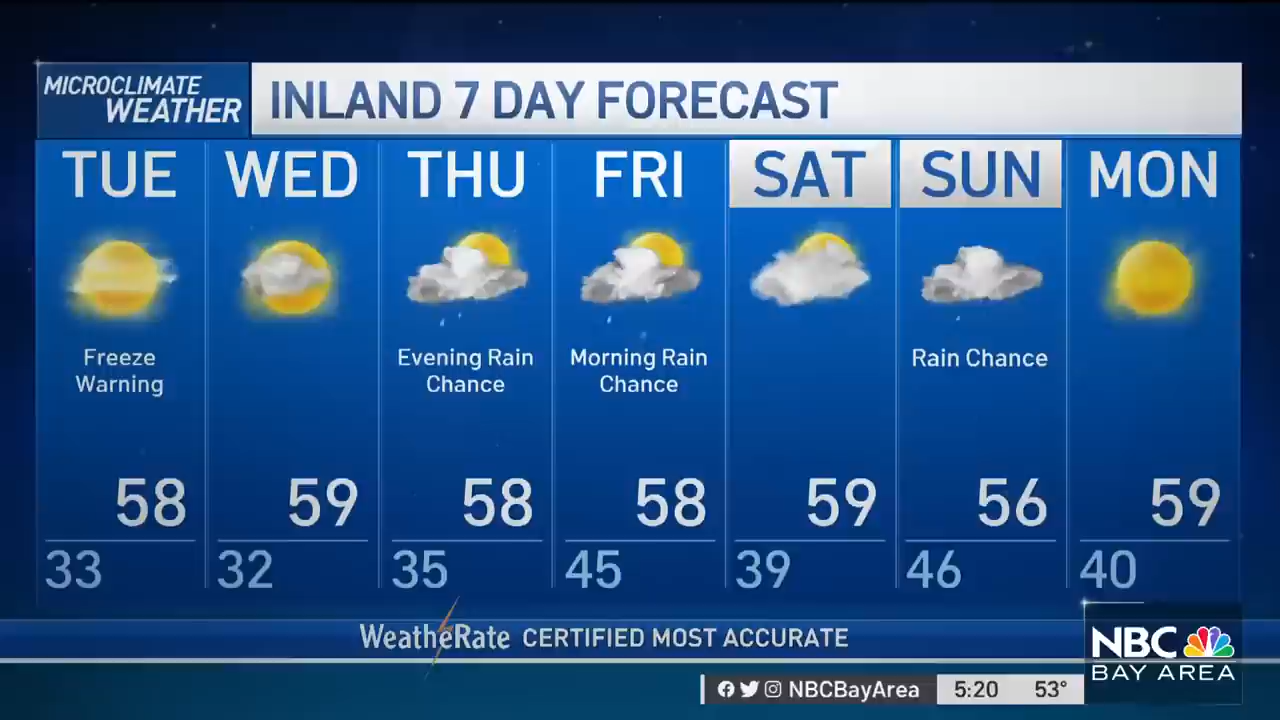 MICROCLIMATE
WEATHER
INLAND 7 DAY FORECAST
TUE WED THU FRI SAT SUN MON
Freeze
Warning
Evening Rain
Chance
Morning Rain
Chance
Rain Chance
58 59 58 58 59 56 59
33 32 35 45 39 46 40
WeatheRate CERTIFIED MOST ACCURATE
NBC
BAY AREA
NBCBayArea 5:20 53°